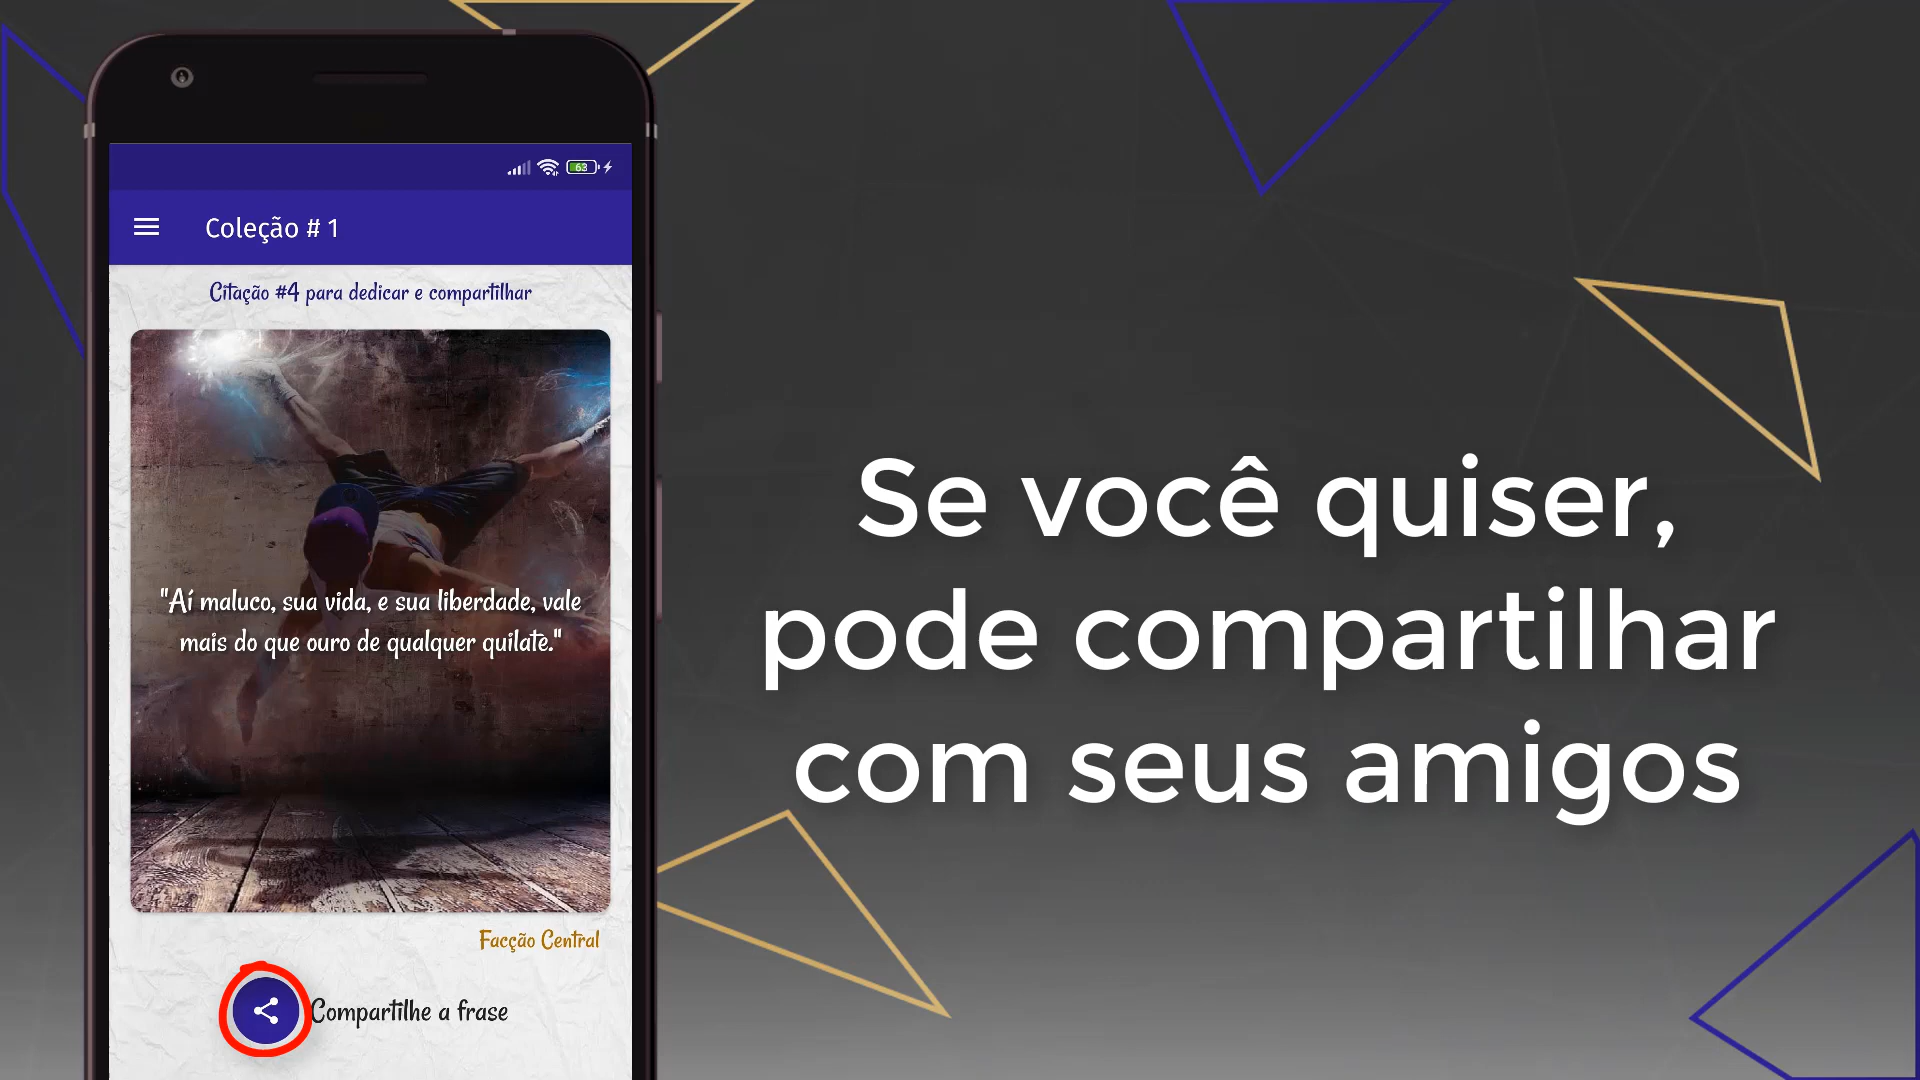 63
Coleção # 1
Citação #4 para dedicar e compartilhar
"Aí maluco, sua vida, e sua liberdade, vale
mais do que ouro de qualquer quilate."
Facção Central
Compartilhe a frase
Se você quiser,
pode compartilhar
com seus amigos